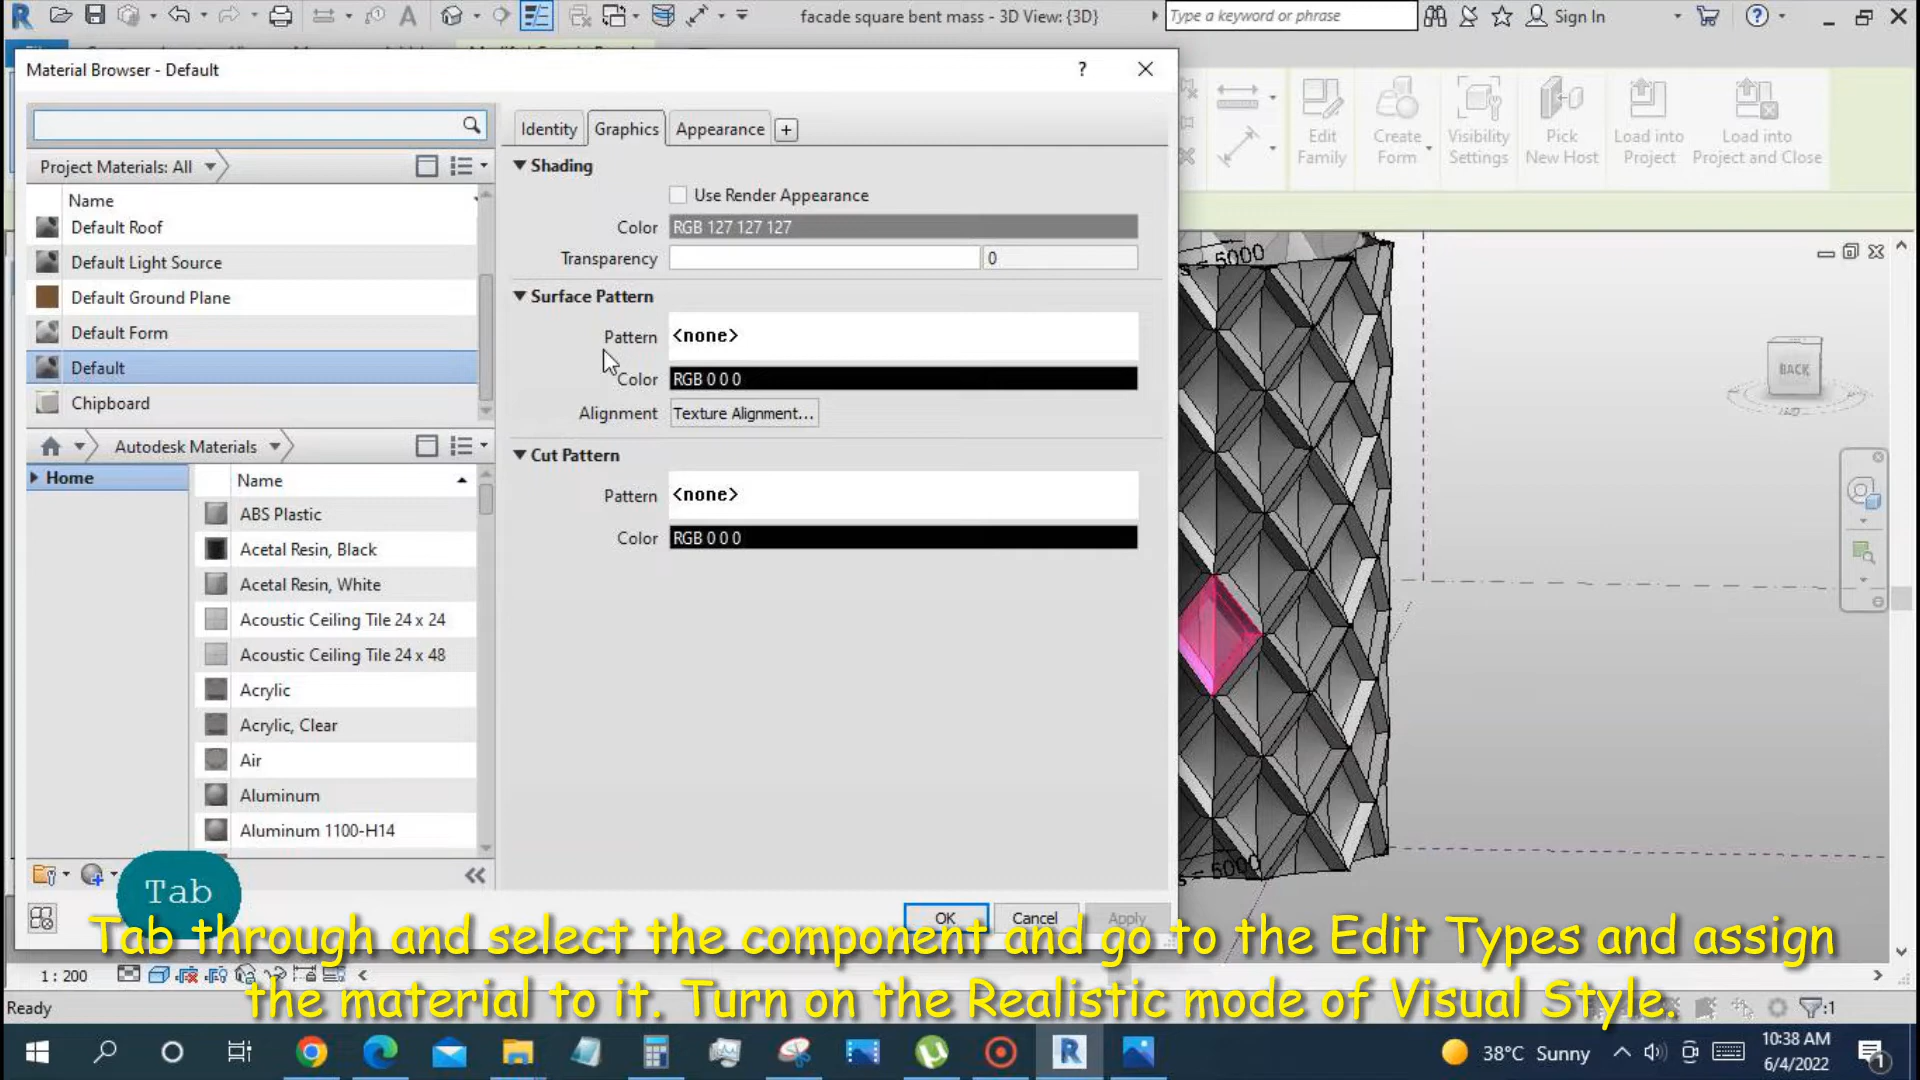 facade square bent mass - 3D View: {3D}
Type a keyword or phrase
Sign In
Material Browser - Default
Identity
Graphics
Appearance
Project Materials: All
Name
Default Roof
Default Light Source
Default Ground Plane
Default Form
Default
Chipboard
Autodesk Materials
Home
Name
ABS Plastic
Acetal Resin, Black
Acetal Resin, White
Acoustic Ceiling Tile 24 x 24
Acoustic Ceiling Tile 24 x 48
Acrylic
Acrylic, Clear
Air
Aluminum
Aluminum 1100-H14
Shading
Use Render Appearance
Color RGB 127 127 127
Transparency 0
Surface Pattern
Pattern <none>
Color RGB 0 0 0
Alignment Texture Alignment...
Cut Pattern
Pattern <none>
Color RGB 0 0 0
OK
Cancel
Apply
Edit
Family
Create
Form
Visibility
Settings
Pick
New Host
Load into
Project
Load into
Project and Close
s = 5000
BACK
s = 5000
Tab
Tab through and select the component and go to the Edit Types and assign
the material to it. Turn on the Realistic mode of Visual Style.
1 : 200
Ready
:1
38°C Sunny
10:38 AM
6/4/2022
1